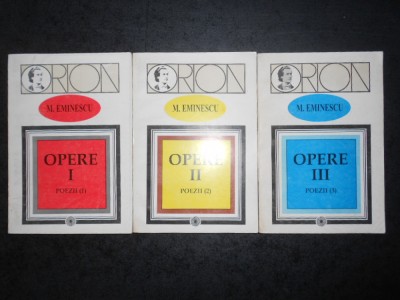 ORION
M. EMINESCU
OPERE
I
POEZII (1)
ORION
M. EMINESCU
OPERE
II
POEZII (2)
ORION
M. EMINESCU
OPERE
III
POEZII (3)